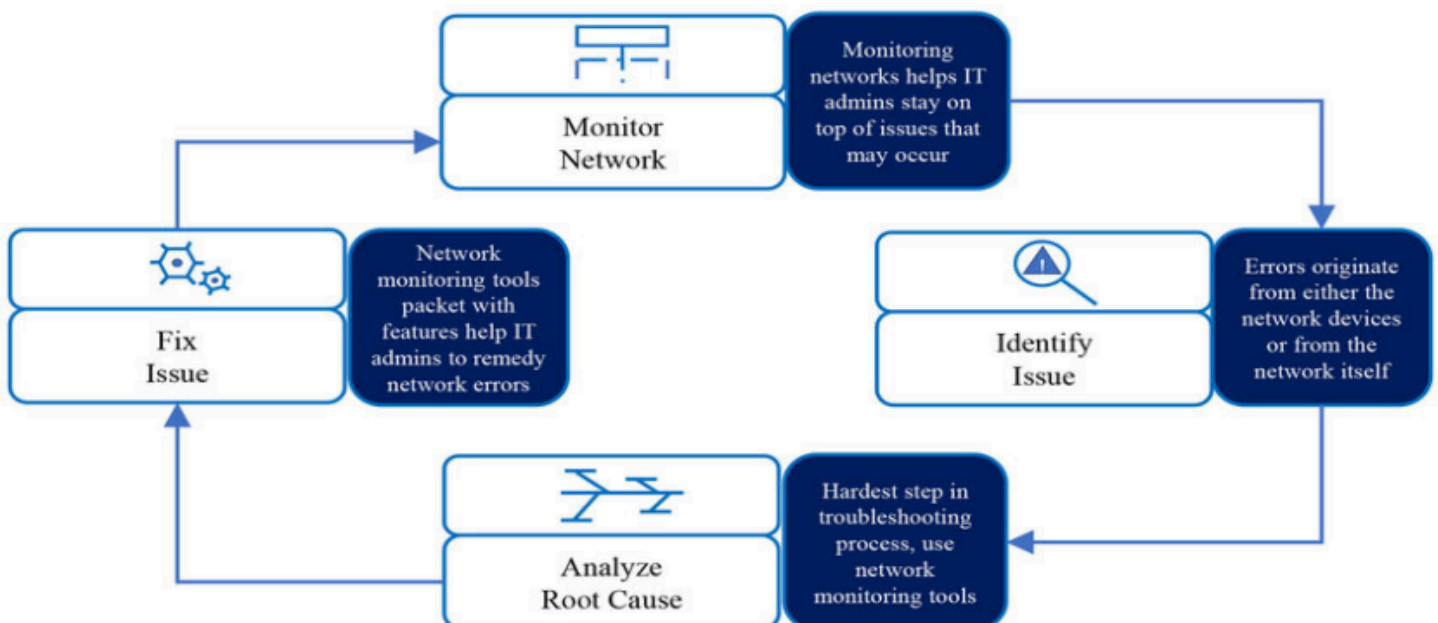 Monitor
Network
Monitoring
networks helps IT
admins stay on
top of issues that
may occur
Identify
Issue
Errors originate
from either the
network devices
or from the
network itself
Analyze
Root Cause
Hardest step in
troubleshooting
process, use
network
monitoring tools
Fix
Issue
Network
monitoring tools
packet with
features help IT
admins to remedy
network errors